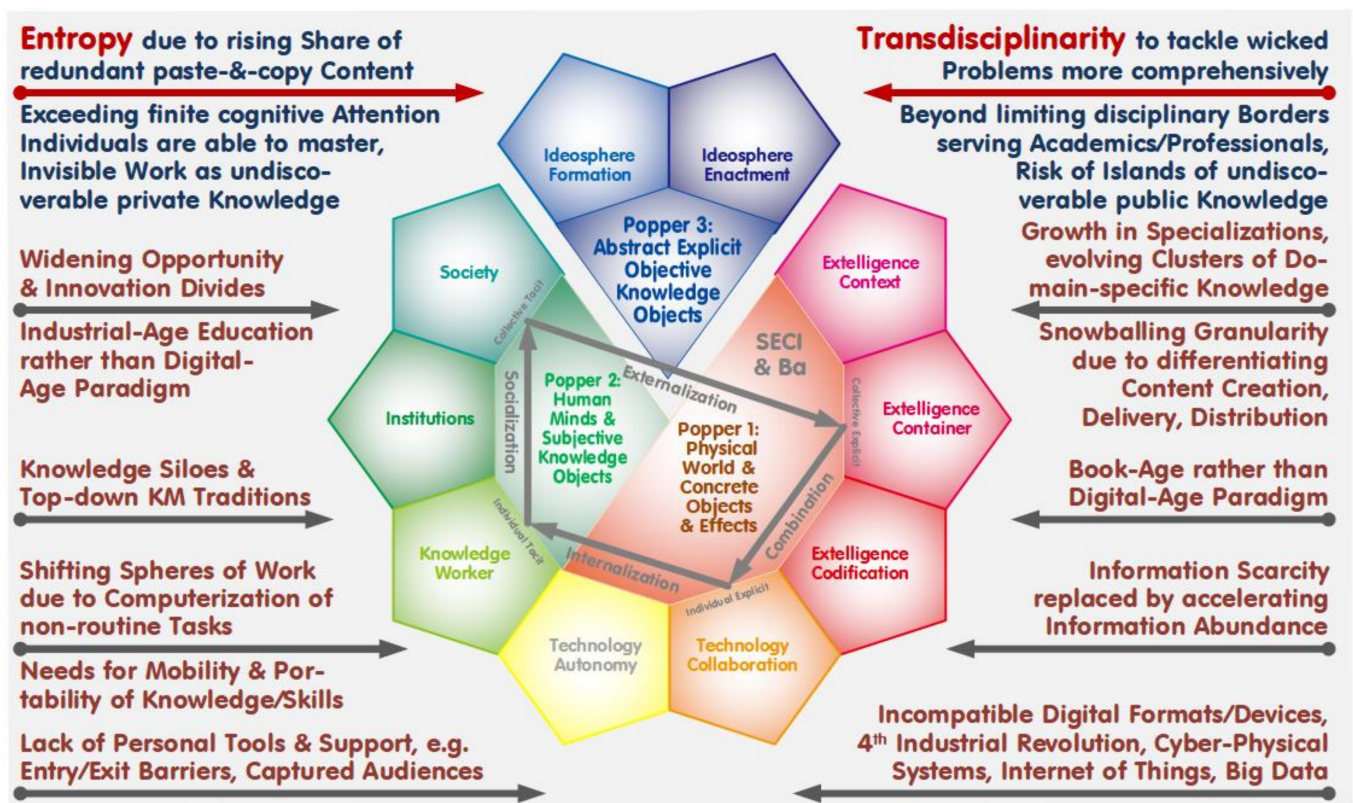 Entropy due to rising Share of
redundant paste-&-copy Content
Exceeding finite cognitive Attention
Individuals are able to master,
Invisible Work as undisco-
verable private Knowledge
Widening Opportunity
& Innovation Divides
Industrial-Age Education
rather than Digital-
Age Paradigm
Knowledge Siloes &
Top-down KM Traditions
Shifting Spheres of Work
due to Computerization of
non-routine Tasks
Needs for Mobility & Por-
tability of Knowledge/Skills
Lack of Personal Tools & Support, e.g.
Entry/Exit Barriers, Captured Audiences
Ideosphere
Formation
Ideosphere
Enactment
Popper 3:
Abstract Explicit
Objective
Knowledge
Objects
Society
Institutions
Knowledge
Worker
Technology
Autonomy
Technology
Collaboration
Extelligence
Codification
Extelligence
Container
Extelligence
Context
Collective Tacit
Socialization
Individual Tacit
Popper 2:
Human
Minds &
Subjective
Knowledge
Objects
Externalization
SECI
& Ba
Popper 1:
Physical
World &
Concrete
Objects
& Effects
Collective Explicit
Combination
Internalization
Individual Explicit
Transdisciplinarity to tackle wicked
Problems more comprehensively
Beyond limiting disciplinary Borders
serving Academics/Professionals,
Risk of Islands of undisco-
verable public Knowledge
Growth in Specializations,
evolving Clusters of Do-
main-specific Knowledge
Snowballing Granularity
due to differentiating
Content Creation,
Delivery, Distribution
Book-Age rather than
Digital-Age Paradigm
Information Scarcity
replaced by accelerating
Information Abundance
Incompatible Digital Formats/Devices,
4th Industrial Revolution, Cyber-Physical
Systems, Internet of Things, Big Data